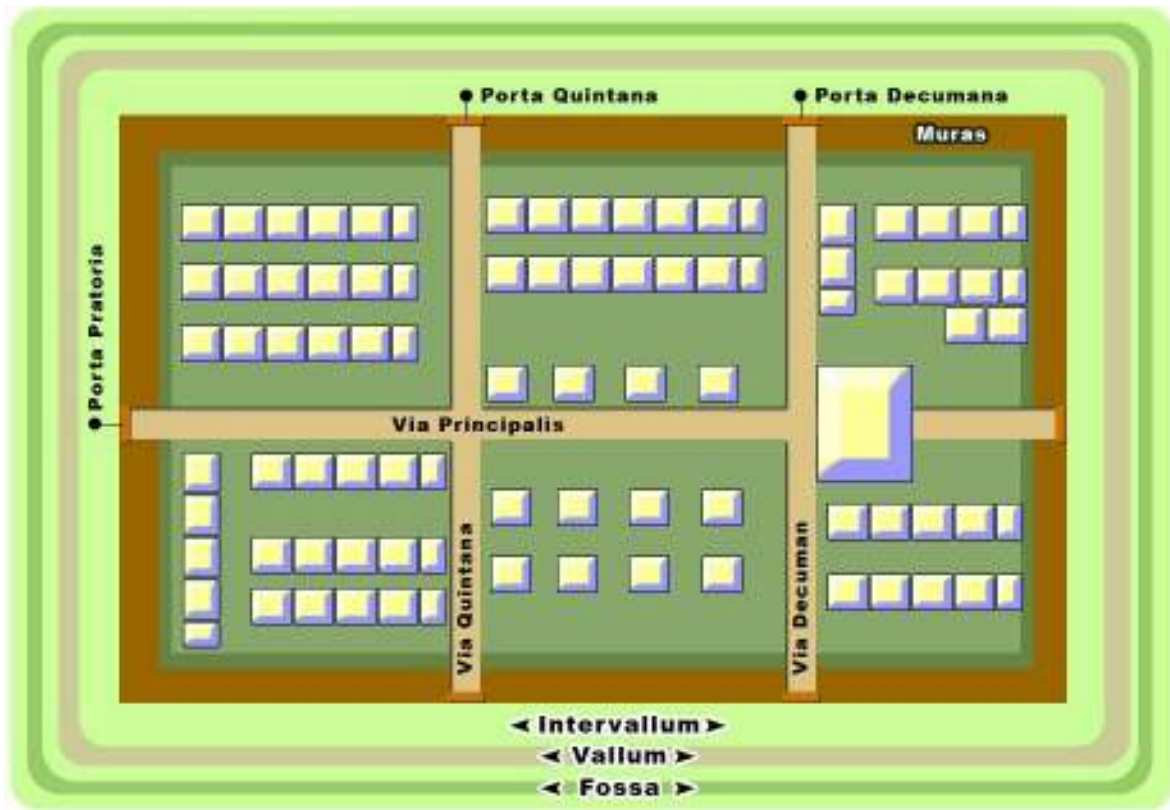 Porta Quintana
Porta Decumana
Muras
Porta Pratoria
Via Principalis
Via Quintana
Via Decuman
Intervallum
Vallum
Fossa